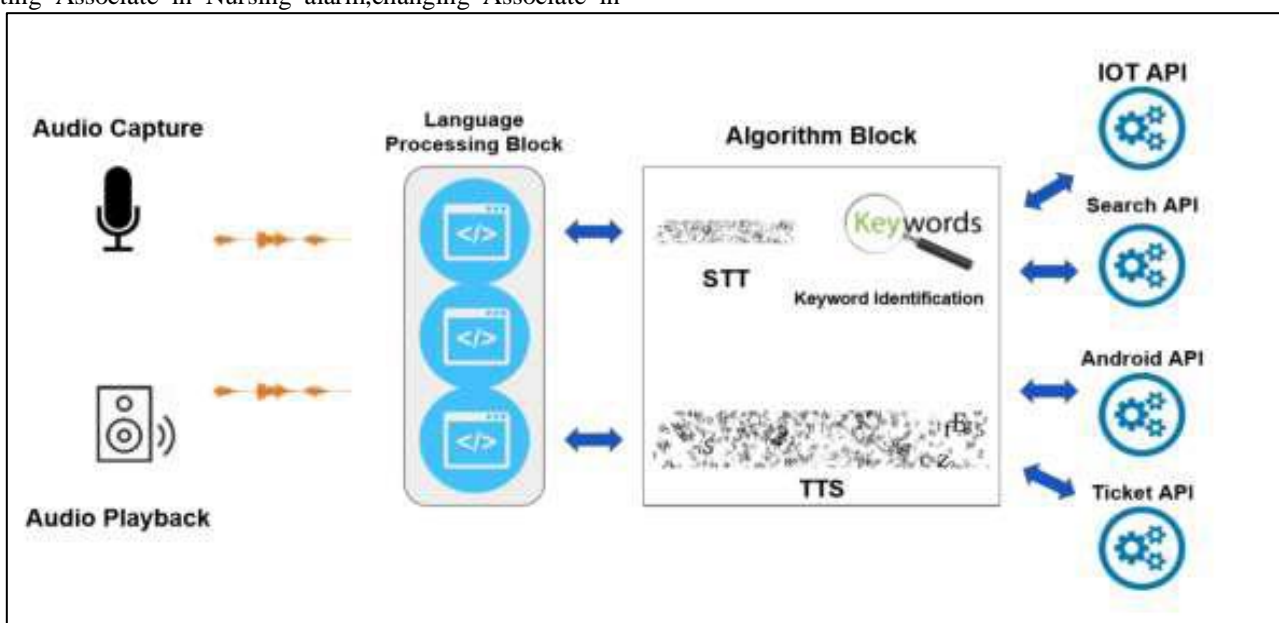 ting Associate in Nursing alarm,changing Associate in
IOT API
Audio Capture
Language
Processing Block
Algorithm Block
Search API
</>
Keywords
STT
Keyword Identification
</>
Android API
</>
TTS
Ticket API
Audio Playback